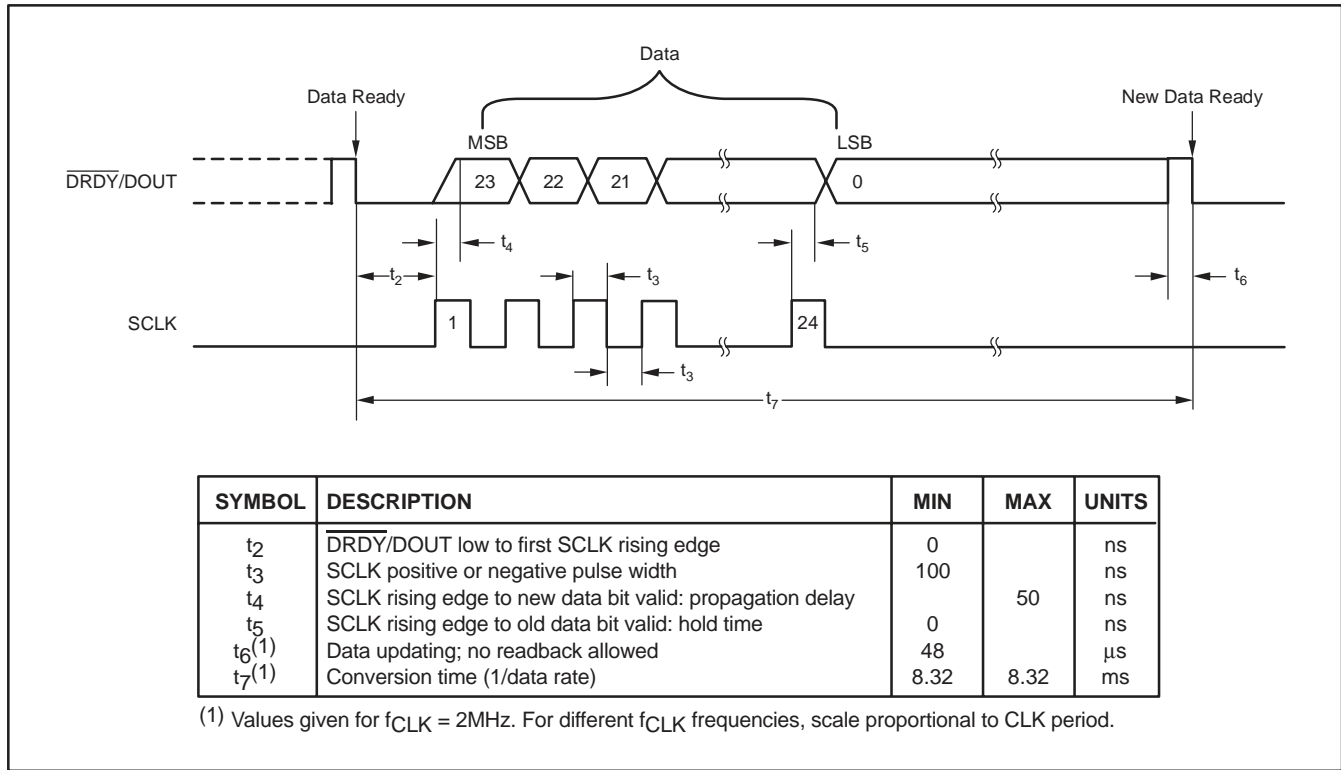 Data
Data Ready
New Data Ready
MSB
LSB
DRDY/DOUT
23
22
21
0
t4
t5
t2
t3
t6
SCLK
1
24
t3
t7
SYMBOL DESCRIPTION MIN MAX UNITS
t2 DRDY/DOUT low to first SCLK rising edge 0 ns
t3 SCLK positive or negative pulse width 100 ns
t4 SCLK rising edge to new data bit valid: propagation delay 50 ns
t5 SCLK rising edge to old data bit valid: hold time 0 ns
t6(1) Data updating; no readback allowed 48 µs
t7(1) Conversion time (1/data rate) 8.32 8.32 ms
(1) Values given for fCLK = 2MHz. For different fCLK frequencies, scale proportional to CLK period.